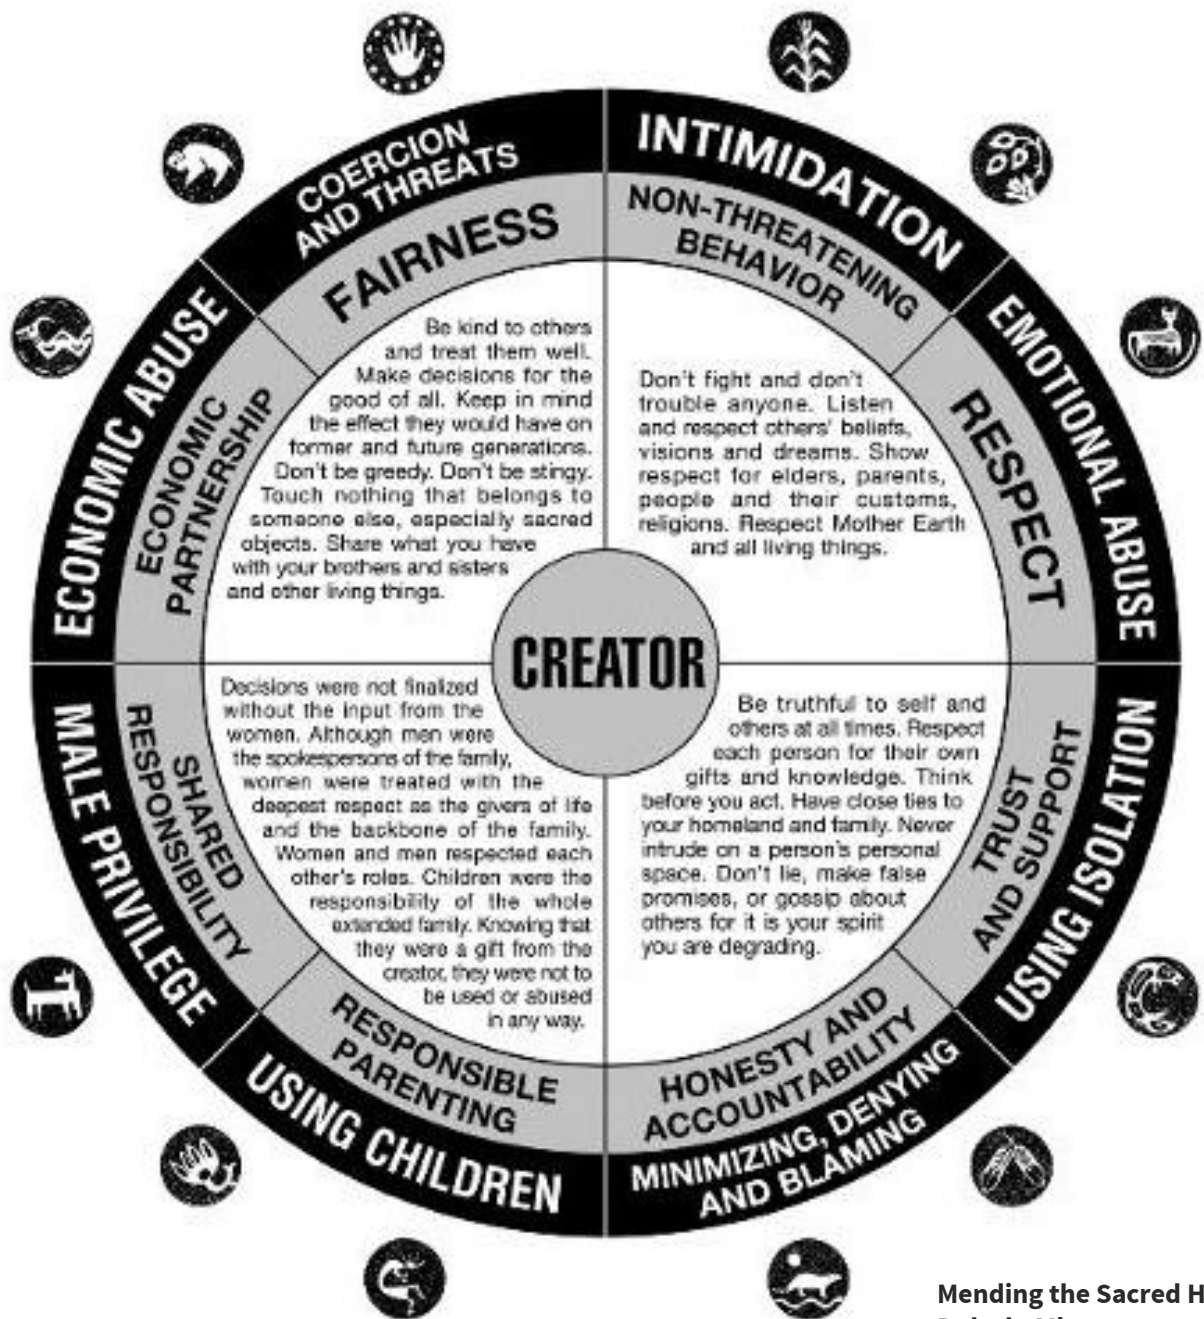 COERCION
AND THREATS
FAIRNESS
INTIMIDATION
NON-THREATENING
BEHAVIOR
EMOTIONAL ABUSE
RESPECT
ECONOMIC ABUSE
ECONOMIC
PARTNERSHIP
Be kind to others
and treat them well.
Make decisions for the
good of all. Keep in mind
the effect they would have on
former and future generations.
Don't be greedy. Don't be stingy.
Touch nothing that belongs to
someone else, especially sacred
objects. Share what you have
with your brothers and sisters
and other living things.
Don't fight and don't
trouble anyone. Listen
and respect others' beliefs,
visions and dreams. Show
respect for elders, parents,
people and their customs,
religions. Respect Mother Earth
and all living things.
CREATOR
Decisions were not finalized
without the input from the
women. Although men were
the spokespersons of the family,
women were treated with the
deepest respect as the givers of life
and the backbone of the family.
Women and men respected each
other's roles. Children were the
responsibility of the whole
extended family. Knowing that
they were a gift from the
creator, they were not to
be used or abused
in any way.
Be truthful to self and
others at all times. Respect
each person for their own
gifts and knowledge. Think
before you act. Have close ties to
your homeland and family. Never
intrude on a person's personal
space. Don't lie, make false
promises, or gossip about
others for it is your spirit
you are degrading.
MALE PRIVILEGE
SHARED
RESPONSIBILITY
TRUST
AND SUPPORT
USING ISOLATION
RESPONSIBLE
PARENTING
USING CHILDREN
HONESTY AND
ACCOUNTABILITY
MINIMIZING, DENYING
AND BLAMING
Mending the Sacred H